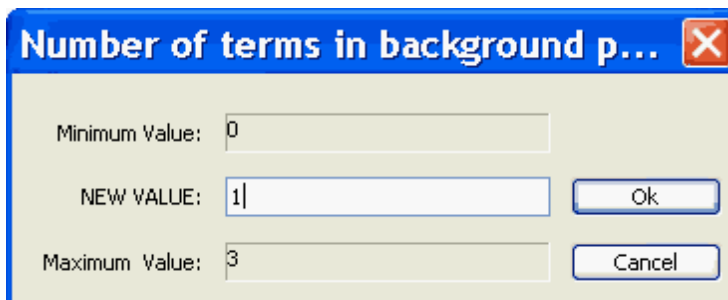 Number of terms in background p...
Minimum Value: 0
NEW VALUE: 1 Ok
Maximum Value: 3 Cancel